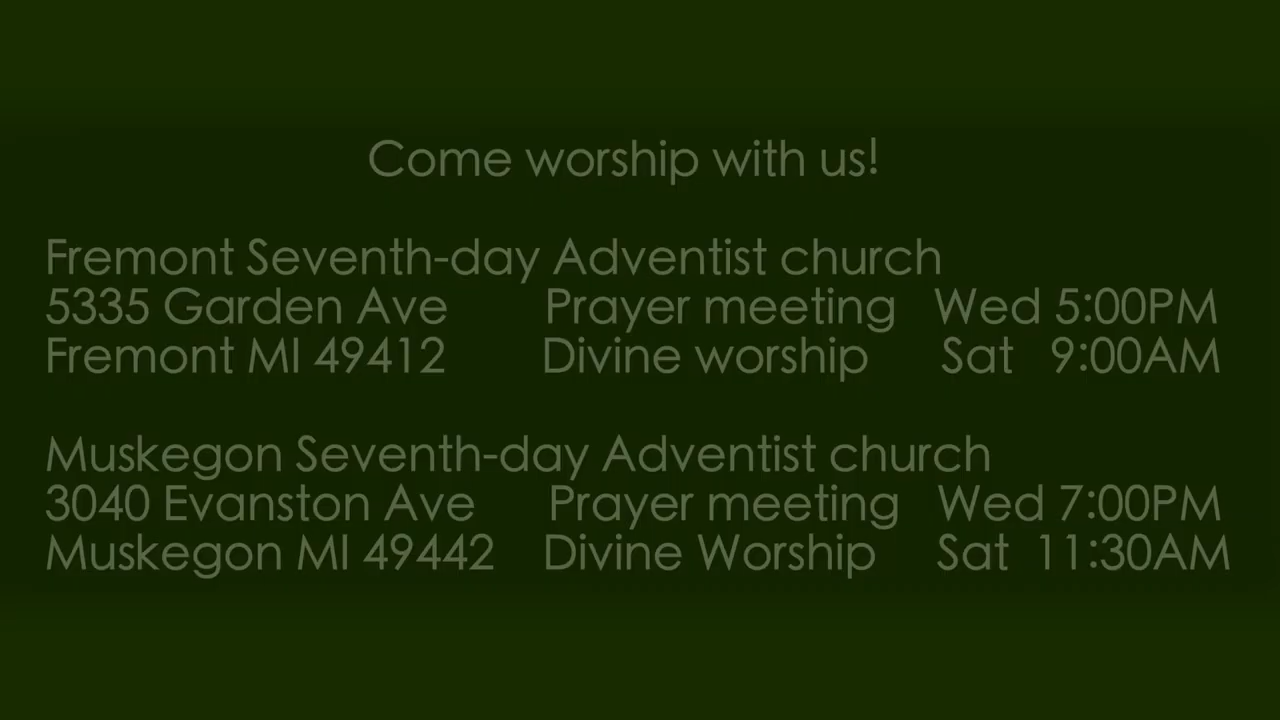 Come worship with us!
Fremont Seventh-day Adventist church
5335 Garden Ave Prayer meeting Wed 5:00PM
Fremont MI 49412 Divine worship Sat 9:00AM
Muskegon Seventh-day Adventist church
3040 Evanston Ave Prayer meeting Wed 7:00PM
Muskegon MI 49442 Divine Worship Sat 11:30AM